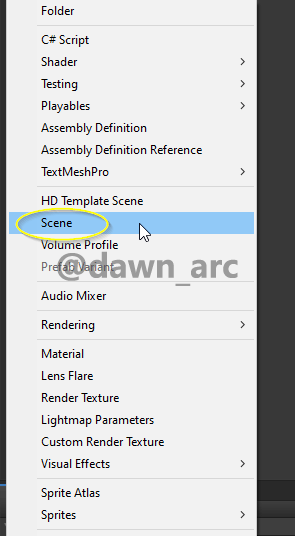 Folder
C# Script
Shader
Testing
Playables
Assembly Definition
Assembly Definition Reference
TextMeshPro
HD Template Scene
Scene
Volume Profile
Prefab Variant
@dawn_arc
Audio Mixer
Rendering
Material
Lens Flare
Render Texture
Lightmap Parameters
Custom Render Texture
Visual Effects
Sprite Atlas
Sprites